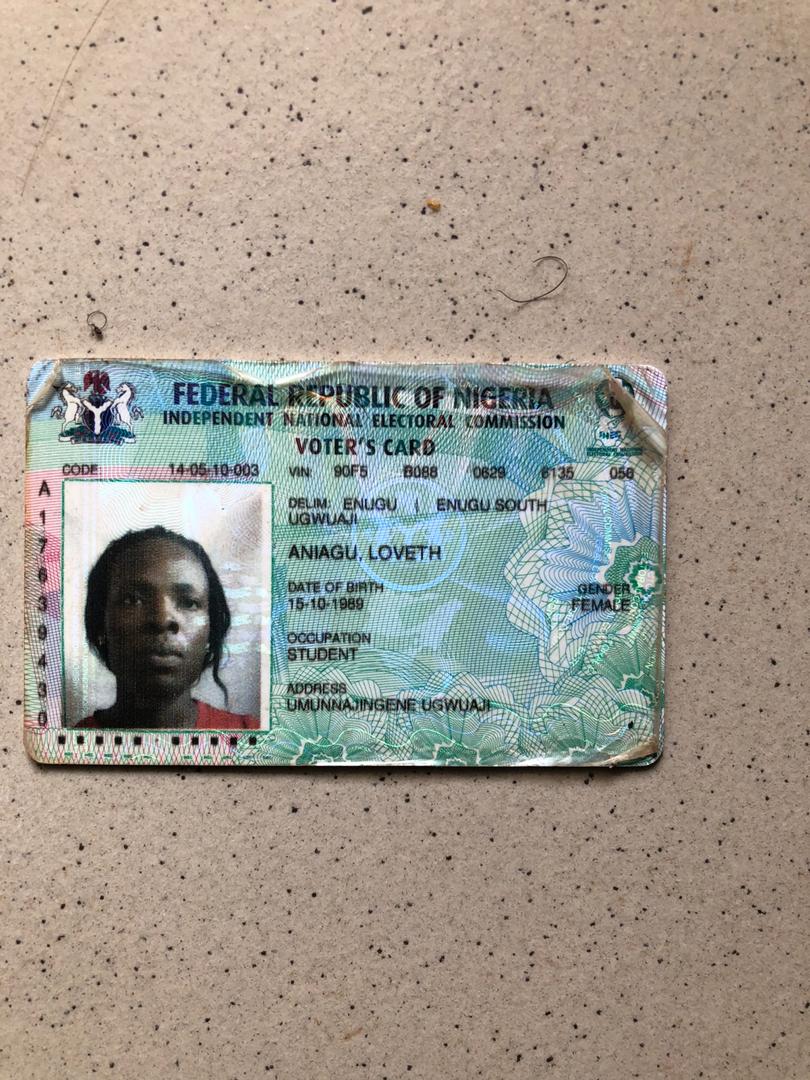 FEDERAL REPUBLIC OF NIGERIA
INDEPENDENT NATIONAL ELECTORAL COMMISSION
VOTER'S CARD
CODE: 14-05-10-003 VIN: 90F5 B088 0629 6135 056
DELIM: ENUGU | ENUGU SOUTH
UGWUAJI
ANIAGU, LOVETH
DATE OF BIRTH
15-10-1989
GENDER
FEMALE
OCCUPATION
STUDENT
ADDRESS
UMUNNAJINGENE UGWUAJI
A176394430
INEC